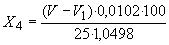 X₄ = (V − V₁)·0,0102·100 / 25·1,0498